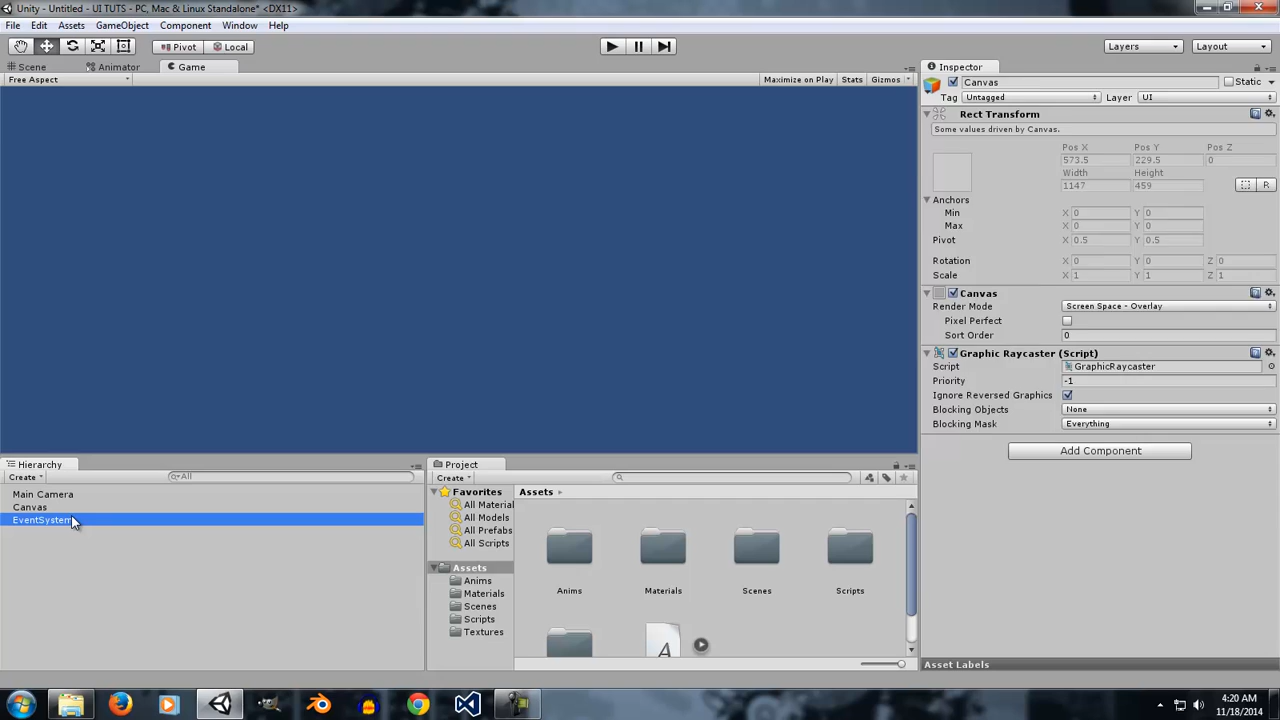 Unity - Untitled - UI TUTS - PC, Mac & Linux Standalone* <DX11>
File Edit Assets GameObject Component Window Help
Pivot Local Layers Layout
Scene Animator Game
Free Aspect Maximize on Play Stats Gizmos
Inspector
Canvas Static
Tag Untagged Layer UI
Rect Transform
Some values driven by Canvas.
Pos X Pos Y Pos Z
573.5 229.5 0
Width Height
1147 459 R
Anchors
Min X 0 Y 0
Max X 0 Y 0
Pivot X 0.5 Y 0.5
Rotation X 0 Y 0 Z 0
Scale X 1 Y 1 Z 1
Canvas
Render Mode Screen Space - Overlay
Pixel Perfect
Sort Order 0
Graphic Raycaster (Script)
Script GraphicRaycaster
Priority -1
Ignore Reversed Graphics
Blocking Objects None
Blocking Mask Everything
Add Component
Asset Labels
Hierarchy
Create All
Main Camera
Canvas
EventSystem
Project
Create
Favorites
All Material
All Models
All Prefabs
All Scripts
Assets
Anims
Materials
Scenes
Scripts
Textures
Assets
Anims Materials Scenes Scripts
A
4:20 AM
11/18/2014